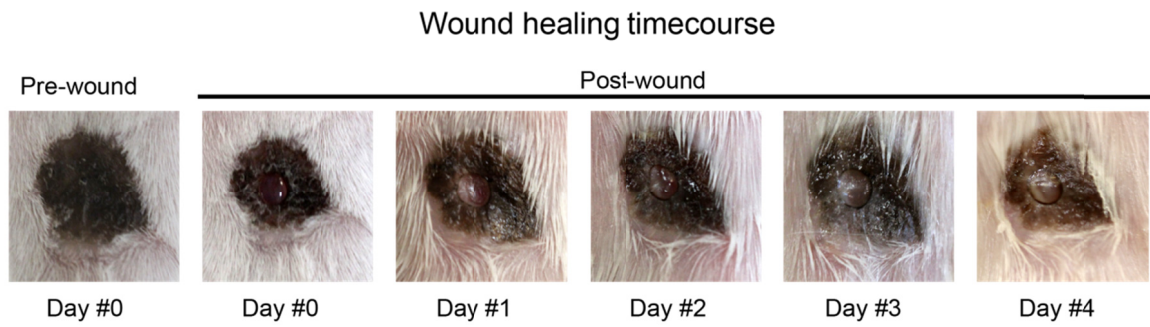 Wound healing timecourse
Pre-wound
Post-wound
Day #0
Day #0
Day #1
Day #2
Day #3
Day #4